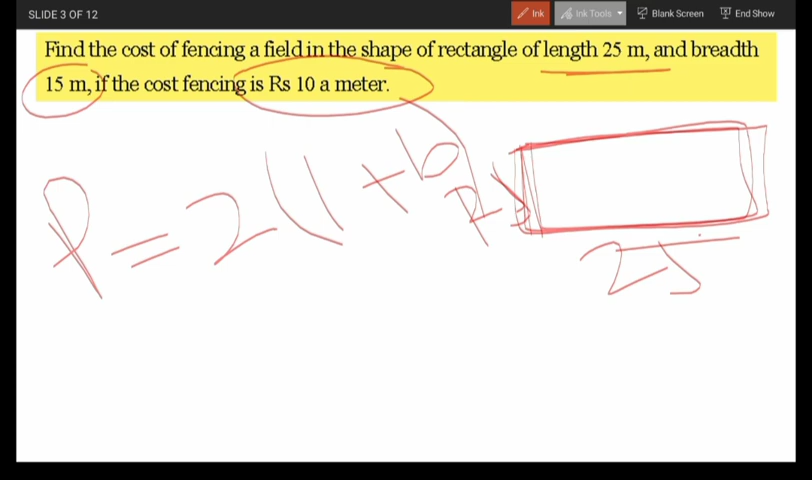 SLIDE 3 OF 12 Ink Ink Tools Blank Screen End Show
Find the cost of fencing a field in the shape of rectangle of length 25 m, and breadth
15 m, if the cost fencing is Rs 10 a meter.
P = 2(l + b
25